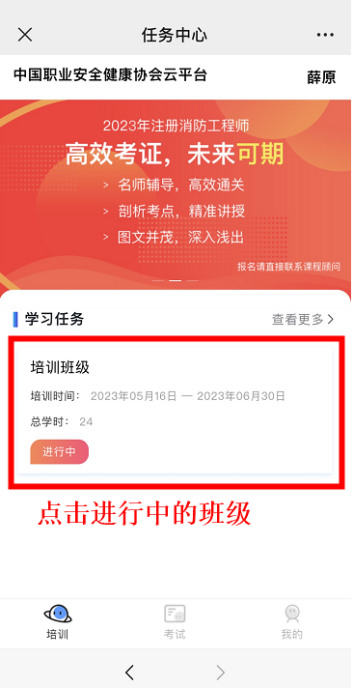 任务中心
中国职业安全健康协会云平台
薛原
2023年注册消防工程师
高效考证，未来可期
> 名师辅导，高效通关
> 剖析考点，精准讲授
> 图文并茂，深入浅出
报名请直接联系课程顾问
学习任务
查看更多 >
培训班级
培训时间： 2023年05月16日 — 2023年06月30日
总学时： 24
进行中
点击进行中的班级
培训 考试 我的